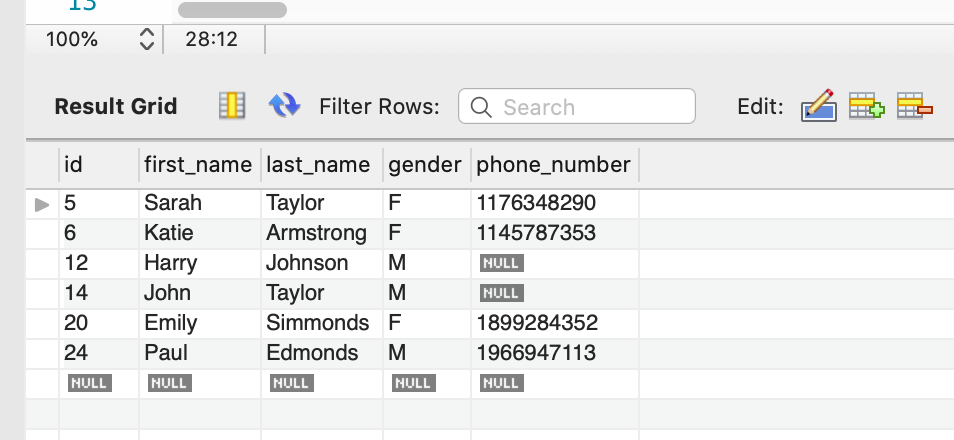 13
100% 28:12
Result Grid Filter Rows: Search Edit:
id first_name last_name gender phone_number
5 Sarah Taylor F 1176348290
6 Katie Armstrong F 1145787353
12 Harry Johnson M NULL
14 John Taylor M NULL
20 Emily Simmonds F 1899284352
24 Paul Edmonds M 1966947113
NULL NULL NULL NULL NULL